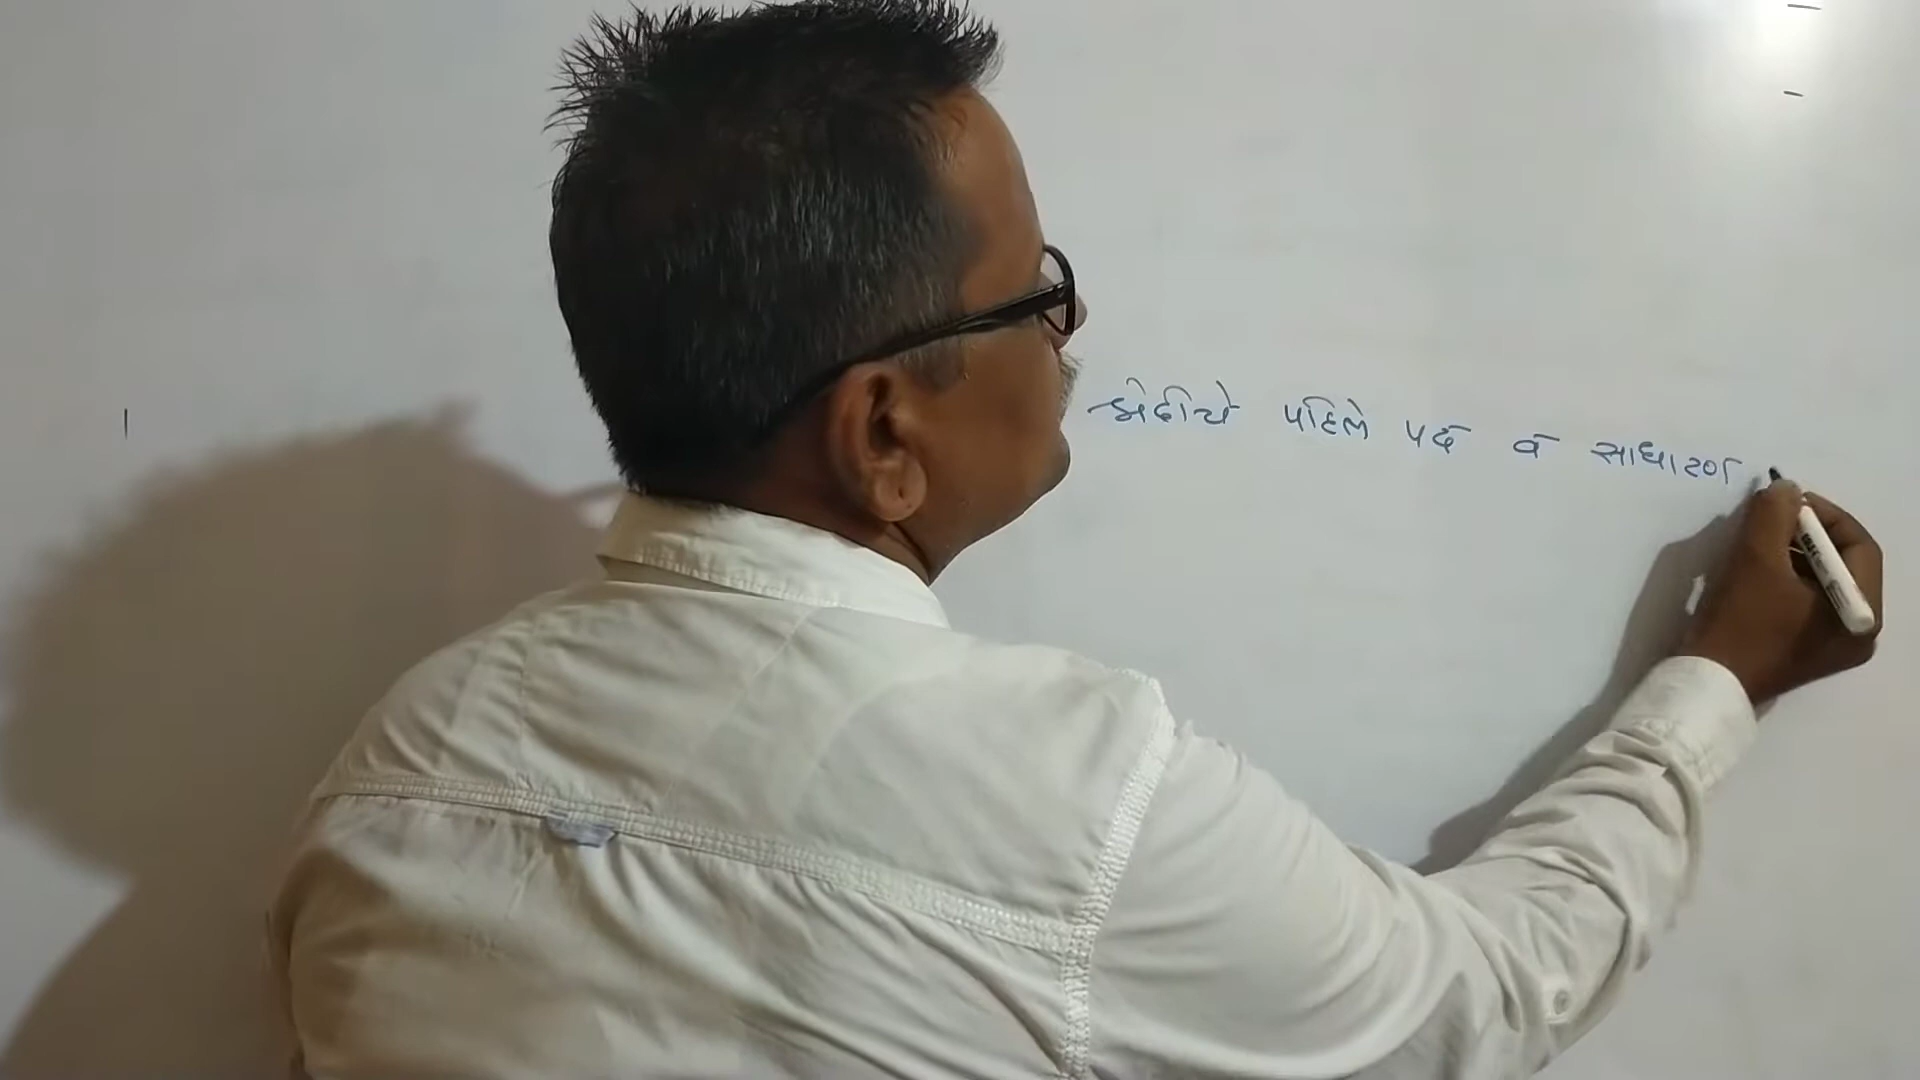 श्रेढीचे पहिले पद व साधारण